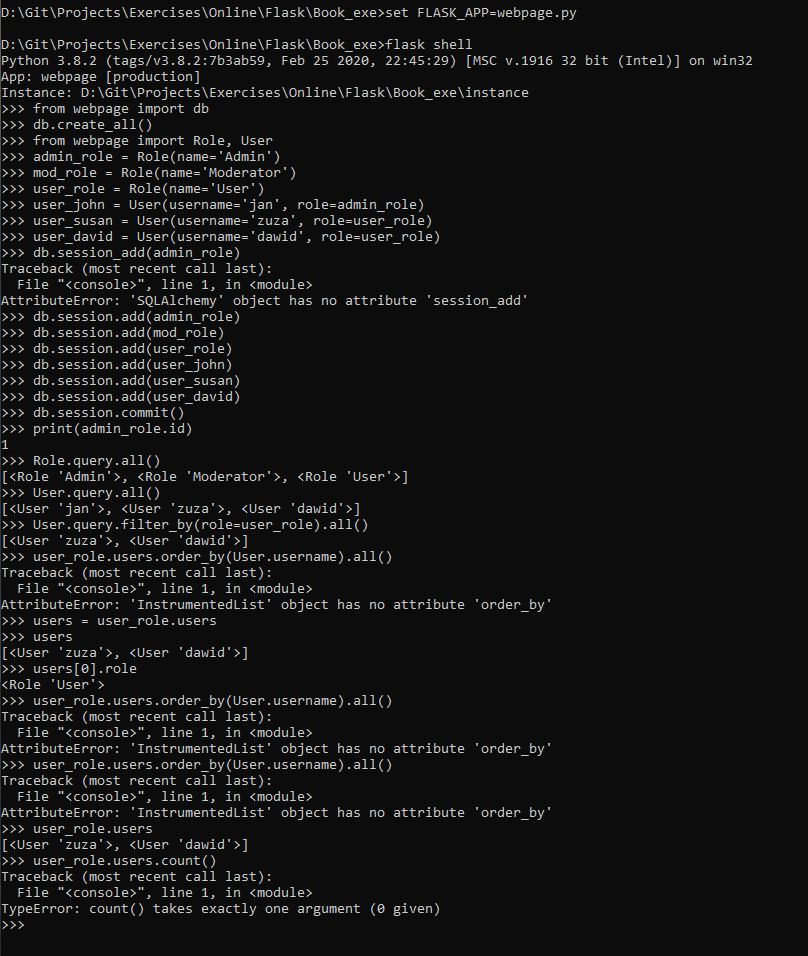 D:\Git\Projects\Exercises\Online\Flask\Book_exe>set FLASK_APP=webpage.py
D:\Git\Projects\Exercises\Online\Flask\Book_exe>flask shell
Python 3.8.2 (tags/v3.8.2:7b3ab59, Feb 25 2020, 22:45:29) [MSC v.1916 32 bit (Intel)] on win32
App: webpage [production]
Instance: D:\Git\Projects\Exercises\Online\Flask\Book_exe\instance
>>> from webpage import db
>>> db.create_all()
>>> from webpage import Role, User
>>> admin_role = Role(name='Admin')
>>> mod_role = Role(name='Moderator')
>>> user_role = Role(name='User')
>>> user_john = User(username='jan', role=admin_role)
>>> user_susan = User(username='zuza', role=user_role)
>>> user_david = User(username='dawid', role=user_role)
>>> db.session_add(admin_role)
Traceback (most recent call last):
  File "<console>", line 1, in <module>
AttributeError: 'SQLAlchemy' object has no attribute 'session_add'
>>> db.session.add(admin_role)
>>> db.session.add(mod_role)
>>> db.session.add(user_role)
>>> db.session.add(user_john)
>>> db.session.add(user_susan)
>>> db.session.add(user_david)
>>> db.session.commit()
>>> print(admin_role.id)
1
>>> Role.query.all()
[<Role 'Admin'>, <Role 'Moderator'>, <Role 'User'>]
>>> User.query.all()
[<User 'jan'>, <User 'zuza'>, <User 'dawid'>]
>>> User.query.filter_by(role=user_role).all()
[<User 'zuza'>, <User 'dawid'>]
>>> user_role.users.order_by(User.username).all()
Traceback (most recent call last):
  File "<console>", line 1, in <module>
AttributeError: 'InstrumentedList' object has no attribute 'order_by'
>>> users = user_role.users
>>> users
[<User 'zuza'>, <User 'dawid'>]
>>> users[0].role
<Role 'User'>
>>> user_role.users.order_by(User.username).all()
Traceback (most recent call last):
  File "<console>", line 1, in <module>
AttributeError: 'InstrumentedList' object has no attribute 'order_by'
>>> user_role.users.order_by(User.username).all()
Traceback (most recent call last):
  File "<console>", line 1, in <module>
AttributeError: 'InstrumentedList' object has no attribute 'order_by'
>>> user_role.users
[<User 'zuza'>, <User 'dawid'>]
>>> user_role.users.count()
Traceback (most recent call last):
  File "<console>", line 1, in <module>
TypeError: count() takes exactly one argument (0 given)
>>>